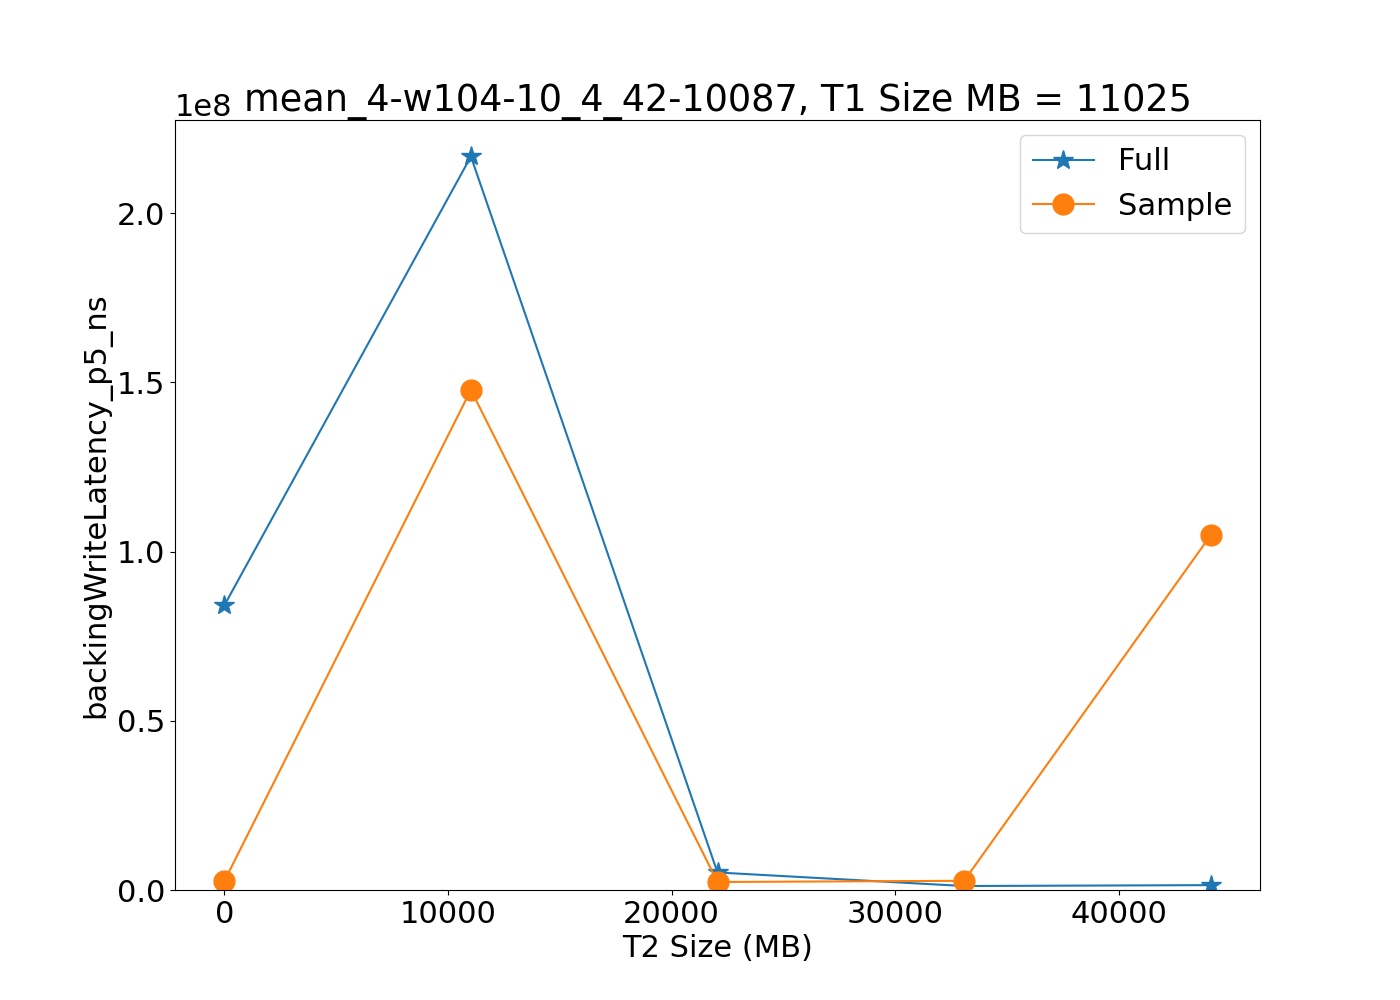 1e8 mean_4-w104-10_4_42-10087, T1 Size MB = 11025
Full
Sample
backingWriteLatency_p5_ns
2.0
1.5
1.0
0.5
0.0
0 10000 20000 30000 40000
T2 Size (MB)